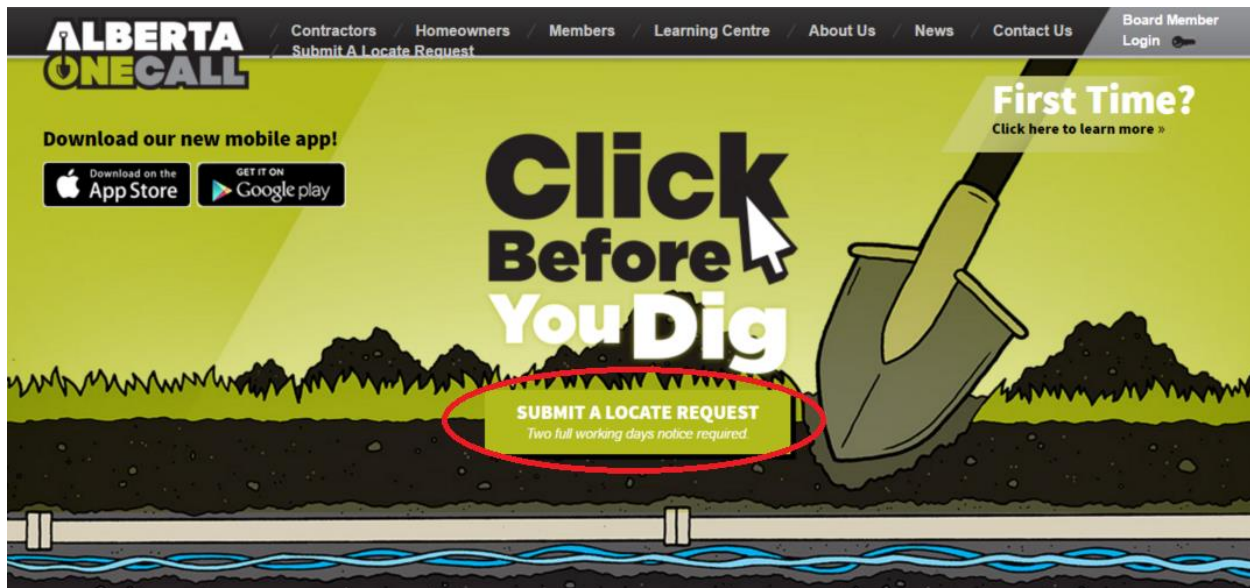 ALBERTA
ONECALL
Contractors / Homeowners / Members / Learning Centre / About Us / News / Contact Us
/ Submit A Locate Request
Board Member
Login
First Time?
Click here to learn more »
Download our new mobile app!
Download on the
App Store
GET IT ON
Google play
Click
Before
You Dig
SUBMIT A LOCATE REQUEST
Two full working days notice required.